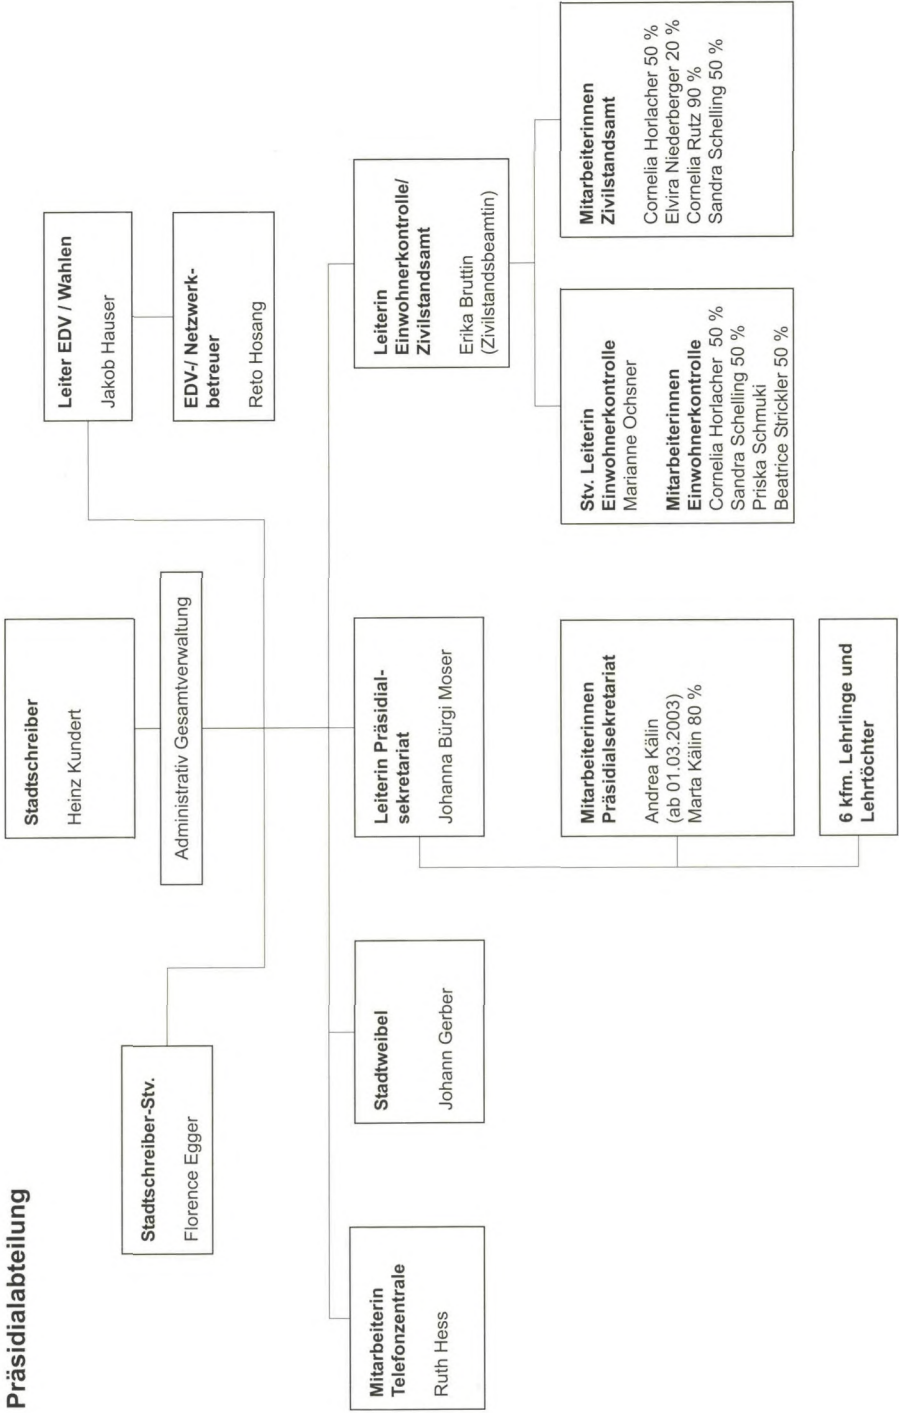 Präsidialabteilung
Stadtschreiber
Heinz Kundert
Administrativ Gesamtverwaltung
Stadtschreiber-Stv.
Florence Egger
Leiter EDV / Wahlen
Jakob Hauser
EDV-/ Netzwerk-
betreuer
Reto Hosang
Mitarbeiterin
Telefonzentrale
Ruth Hess
Stadtweibel
Johann Gerber
Leiterin Präsidial-
sekretariat
Johanna Bürgi Moser
Leiterin
Einwohnerkontrolle/
Zivilstandsamt
Erika Bruttin
(Zivilstandsbeamtin)
Mitarbeiterinnen
Präsidialsekretariat
Andrea Kälin
(ab 01.03.2003)
Marta Kälin 80 %
6 kfm. Lehrlinge und
Lehrtöchter
Stv. Leiterin
Einwohnerkontrolle
Marianne Ochsner
Mitarbeiterinnen
Einwohnerkontrolle
Cornelia Horlacher 50 %
Sandra Schelling 50 %
Priska Schmuki
Beatrice Strickler 50 %
Mitarbeiterinnen
Zivilstandsamt
Cornelia Horlacher 50 %
Elvira Niederberger 20 %
Cornelia Rutz 90 %
Sandra Schelling 50 %